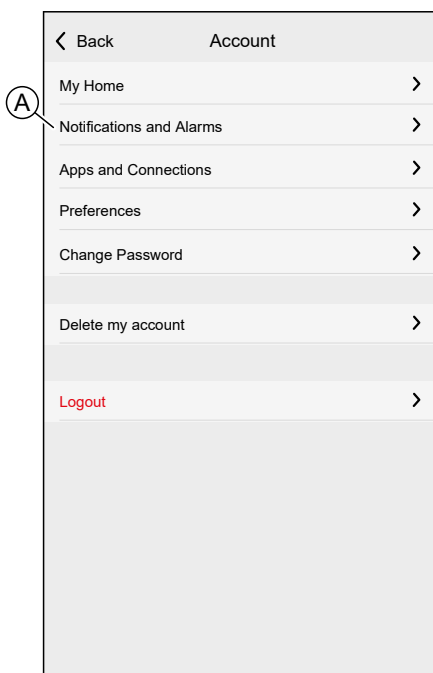 Back Account
My Home
A
Notifications and Alarms
Apps and Connections
Preferences
Change Password
Delete my account
Logout